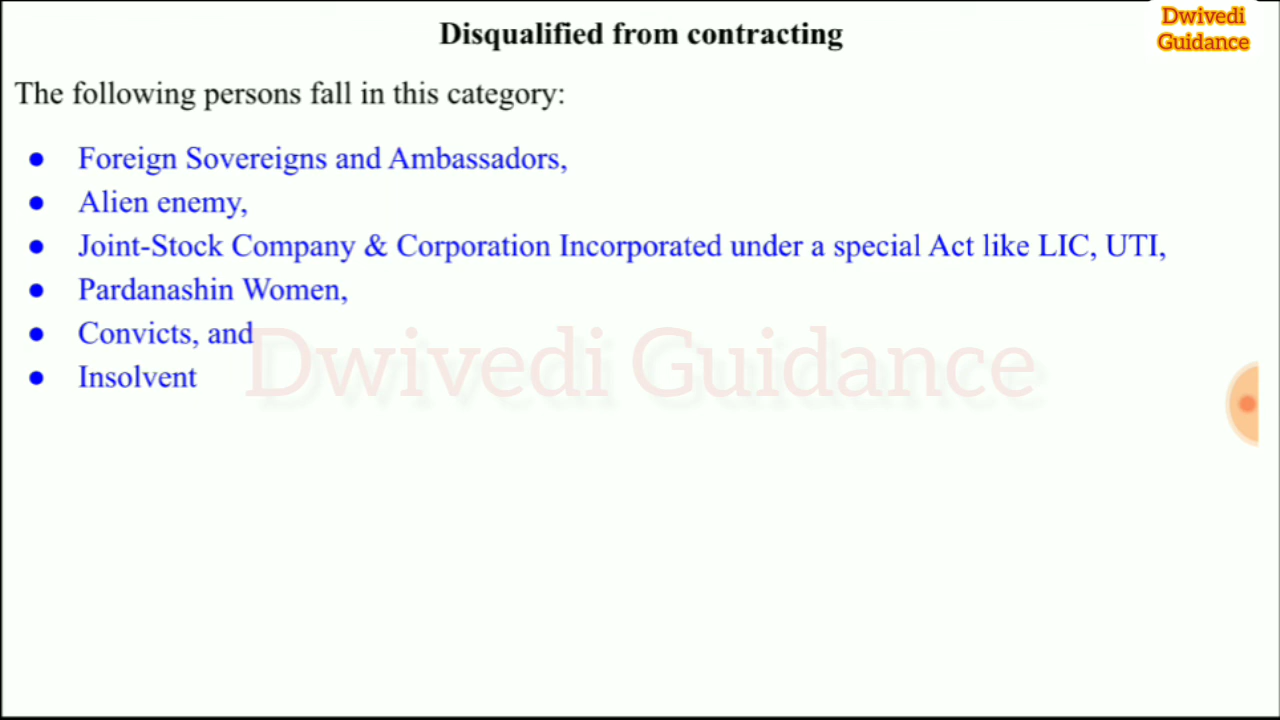 Disqualified from contracting
Dwivedi
Guidance
The following persons fall in this category:
● Foreign Sovereigns and Ambassadors,
● Alien enemy,
● Joint-Stock Company & Corporation Incorporated under a special Act like LIC, UTI,
● Pardanashin Women,
● Convicts, and
● Insolvent
Dwivedi Guidance